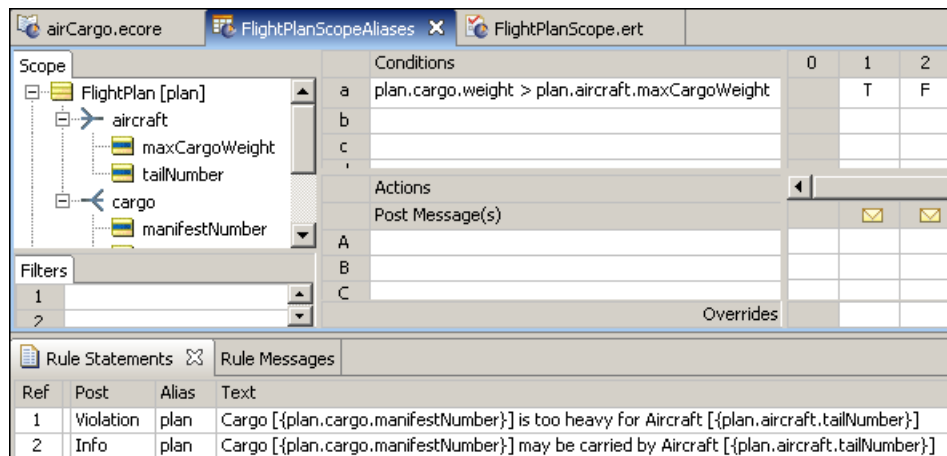 airCargo.ecore FlightPlanScopeAliases FlightPlanScope.ert
Scope
FlightPlan [plan]
aircraft
maxCargoWeight
tailNumber
cargo
manifestNumber
Filters
1
2
Conditions 0 1 2
a plan.cargo.weight > plan.aircraft.maxCargoWeight T F
b
c
Actions
Post Message(s)
A
B
C
Overrides
Rule Statements Rule Messages
Ref Post Alias Text
1 Violation plan Cargo [{plan.cargo.manifestNumber}] is too heavy for Aircraft [{plan.aircraft.tailNumber}]
2 Info plan Cargo [{plan.cargo.manifestNumber}] may be carried by Aircraft [{plan.aircraft.tailNumber}]